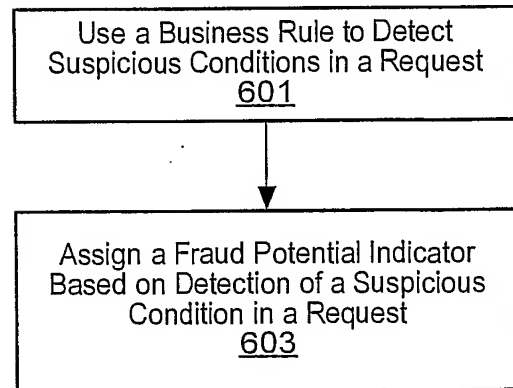 Use a Business Rule to Detect
Suspicious Conditions in a Request
601
Assign a Fraud Potential Indicator
Based on Detection of a Suspicious
Condition in a Request
603